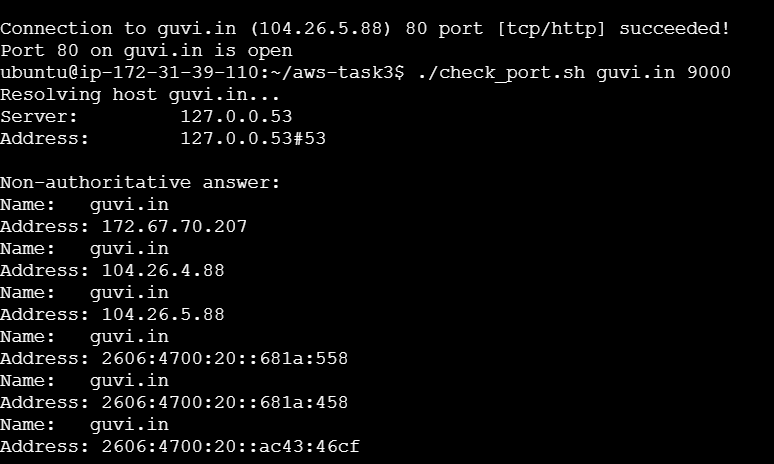 Connection to guvi.in (104.26.5.88) 80 port [tcp/http] succeeded!
Port 80 on guvi.in is open
ubuntu@ip-172-31-39-110:~/aws-task3$ ./check_port.sh guvi.in 9000
Resolving host guvi.in...
Server:         127.0.0.53
Address:        127.0.0.53#53

Non-authoritative answer:
Name:   guvi.in
Address: 172.67.70.207
Name:   guvi.in
Address: 104.26.4.88
Name:   guvi.in
Address: 104.26.5.88
Name:   guvi.in
Address: 2606:4700:20::681a:558
Name:   guvi.in
Address: 2606:4700:20::681a:458
Name:   guvi.in
Address: 2606:4700:20::ac43:46cf